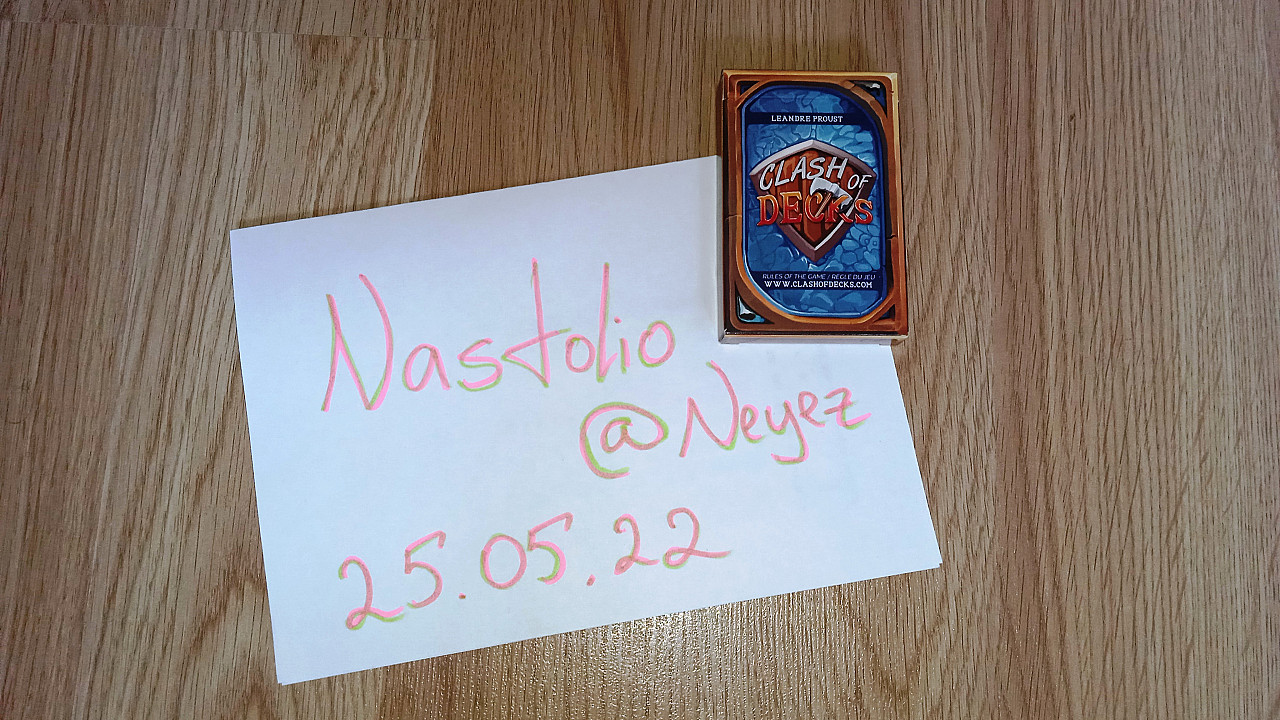 LEANDRE PROUST
CLASH OF
DECKS
RULES OF THE GAME / REGLE DU JEU
WWW.CLASHOFDECKS.COM
Nastolio
@Neyez
25.05.22